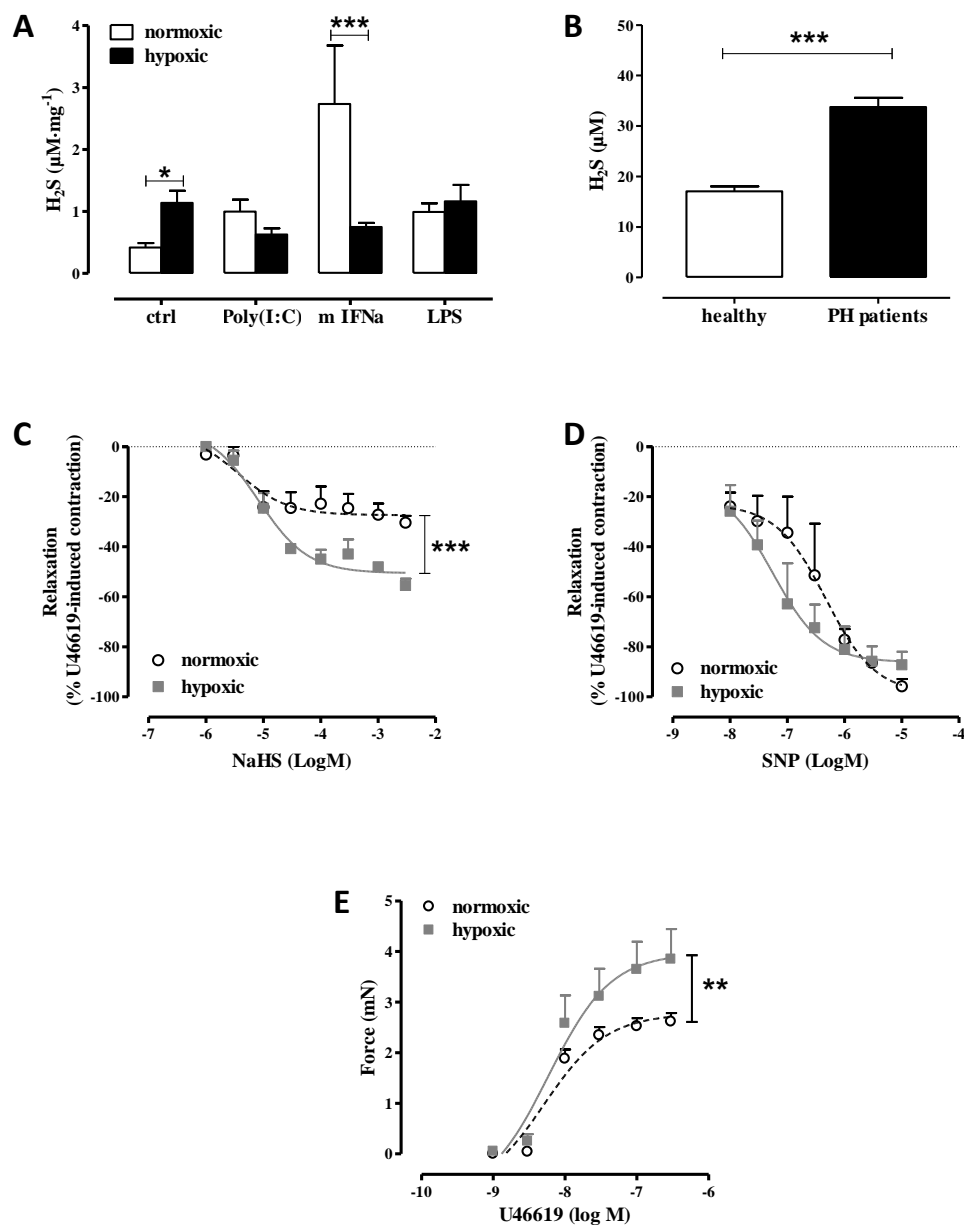 A
normoxic
hypoxic
H₂S (µM·mg⁻¹)
4
3
2
1
0
*
***
ctrl
Poly(I:C)
m IFNa
LPS
B
H₂S (µM)
50
40
30
20
10
0
***
healthy
PH patients
C
Relaxation
(% U46619-induced contraction)
0
-20
-40
-60
-80
-100
***
normoxic
hypoxic
-7 -6 -5 -4 -3 -2
NaHS (LogM)
D
Relaxation
(% U46619-induced contraction)
0
-20
-40
-60
-80
-100
normoxic
hypoxic
-9 -8 -7 -6 -5 -4
SNP (LogM)
E
normoxic
hypoxic
Force (mN)
5
4
3
2
1
0
**
-10 -9 -8 -7 -6
U46619 (log M)